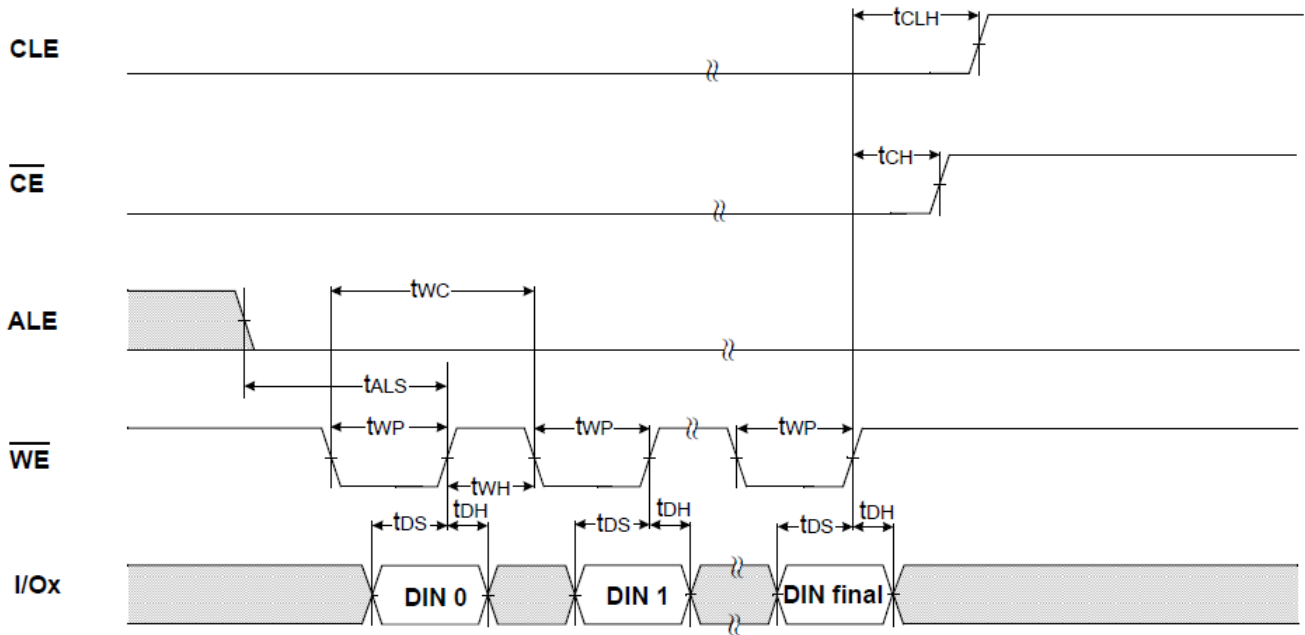 CLE
tCLH
CE
tCH
ALE
tWC
tALS
WE
tWP
tWP
tWP
tWH
tDS
tDH
tDS
tDH
tDS
tDH
I/Ox
DIN 0
DIN 1
DIN final